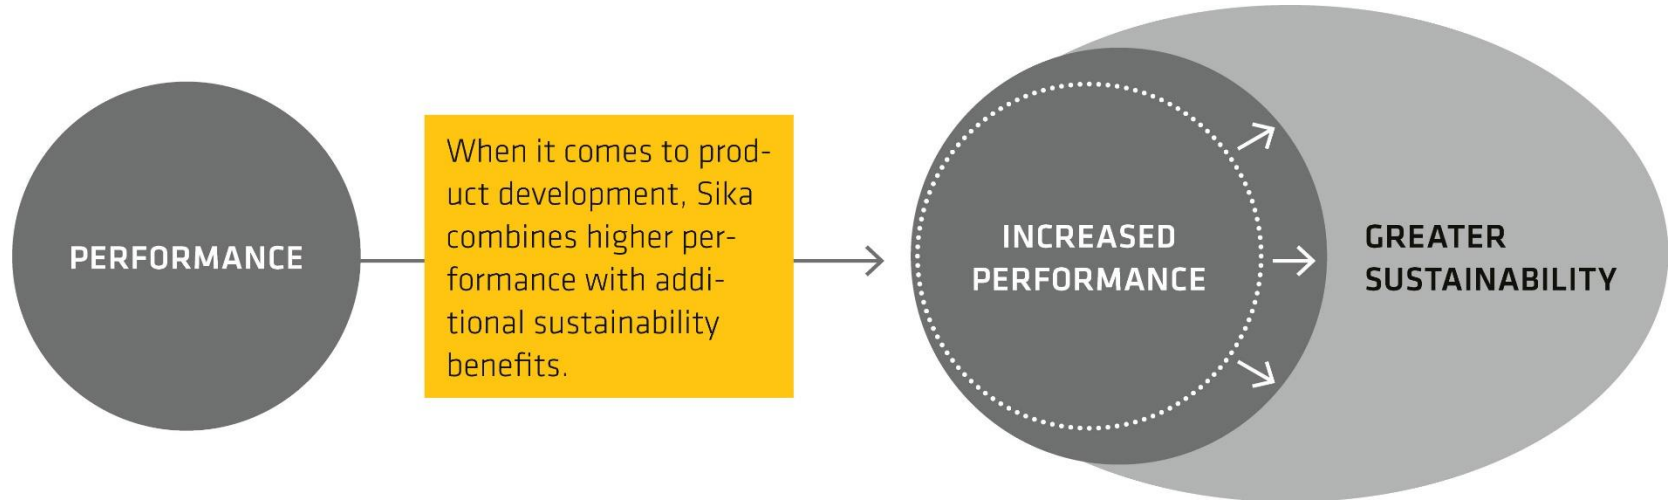 PERFORMANCE
When it comes to prod-
uct development, Sika
combines higher per-
formance with addi-
tional sustainability
benefits.
INCREASED
PERFORMANCE
GREATER
SUSTAINABILITY